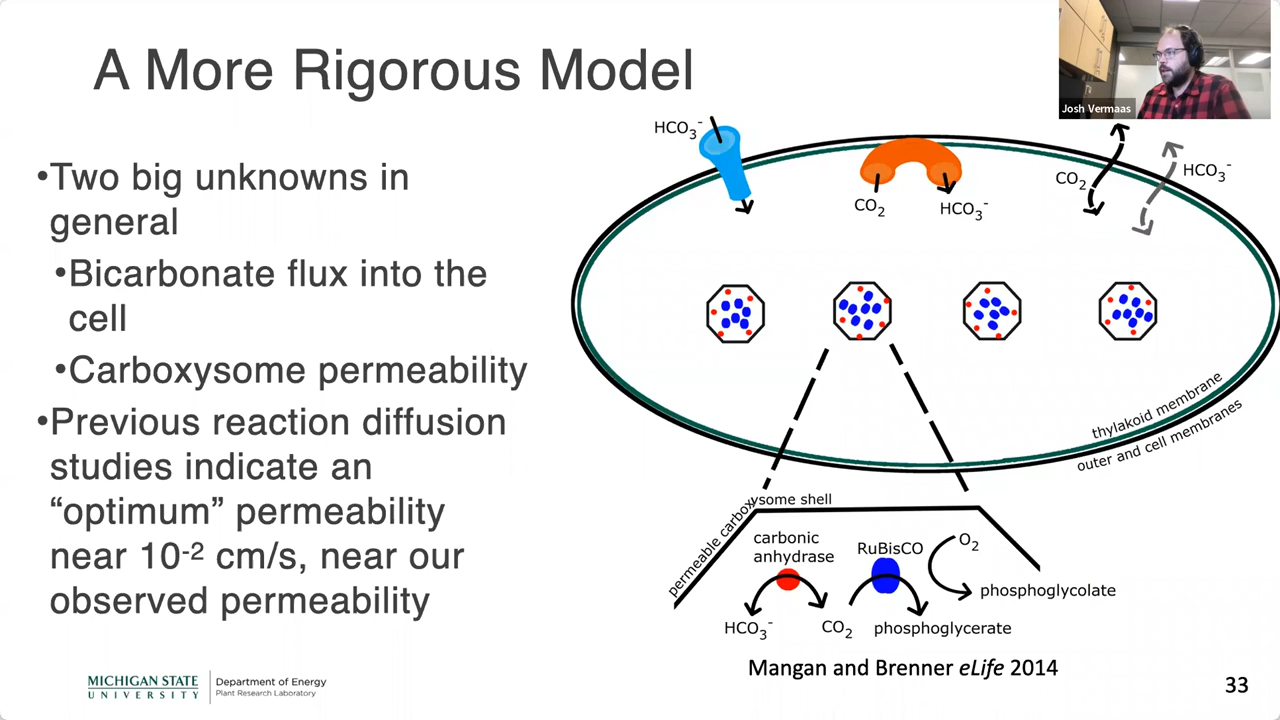 A More Rigorous Model
Josh Vermaas
•Two big unknowns in
general
•Bicarbonate flux into the
cell
•Carboxysome permeability
•Previous reaction diffusion
studies indicate an
“optimum” permeability
near 10⁻² cm/s, near our
observed permeability
HCO₃⁻
CO₂
HCO₃⁻
CO₂
HCO₃⁻
thylakoid membrane
outer and cell membranes
permeable carboxysome shell
carbonic
anhydrase
RuBisCO
O₂
phosphoglycolate
HCO₃⁻
CO₂
phosphoglycerate
Mangan and Brenner eLife 2014
MICHIGAN STATE
UNIVERSITY
Department of Energy
Plant Research Laboratory
33